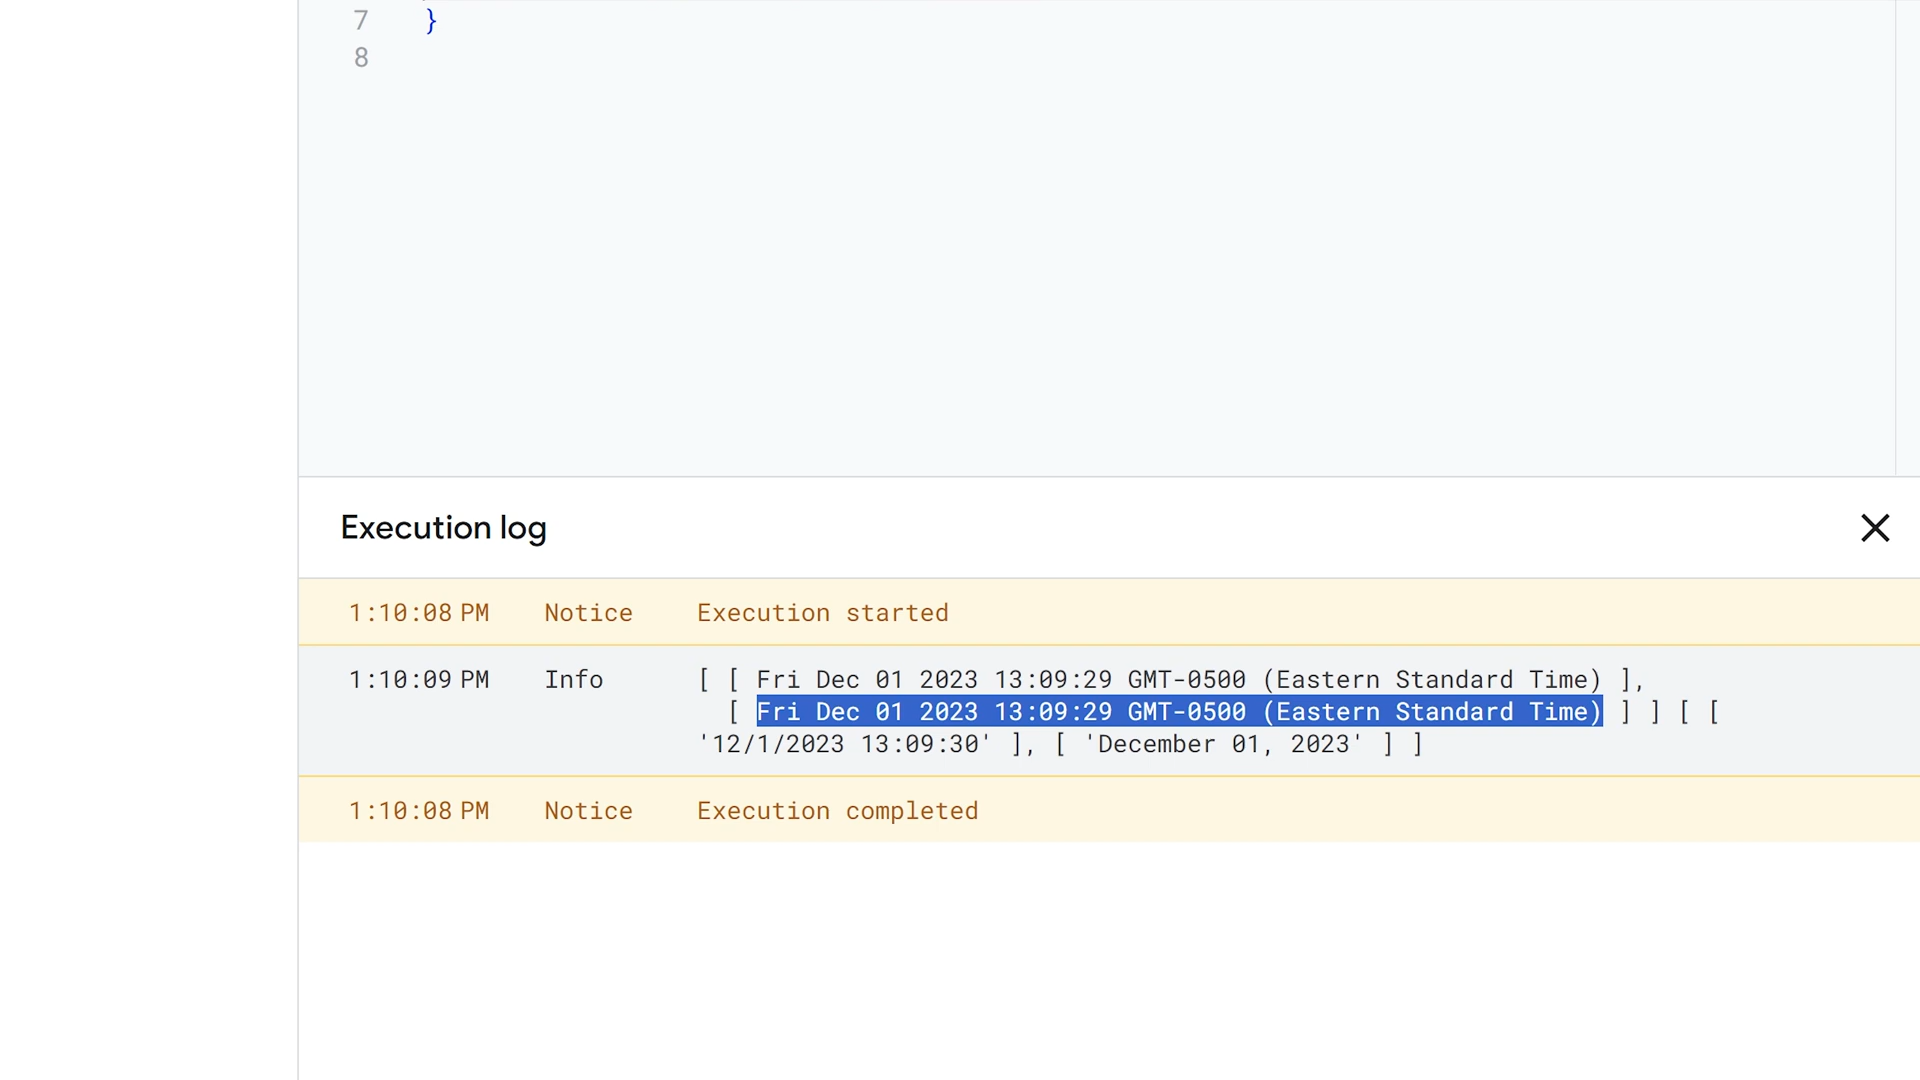 7 }
8
Execution log
1:10:08 PM Notice Execution started
1:10:09 PM Info [ [ Fri Dec 01 2023 13:09:29 GMT-0500 (Eastern Standard Time) ],
[ Fri Dec 01 2023 13:09:29 GMT-0500 (Eastern Standard Time) ] ] [ [
'12/1/2023 13:09:30' ], [ 'December 01, 2023' ] ]
1:10:08 PM Notice Execution completed